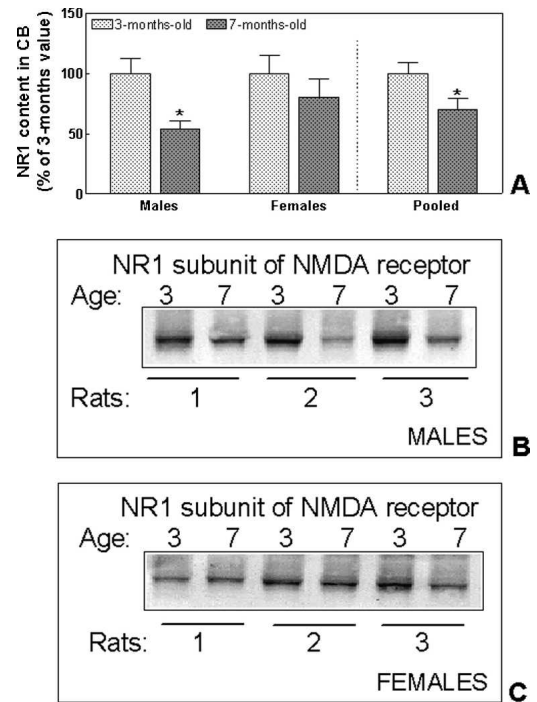 NR1 content in CB
(% of 3-months value)
150
100
50
0
3-months-old
7-months-old
*
*
Males
Females
Pooled
A
NR1 subunit of NMDA receptor
Age: 3 7 3 7 3 7
Rats: 1 2 3
MALES
B
NR1 subunit of NMDA receptor
Age: 3 7 3 7 3 7
Rats: 1 2 3
FEMALES
C